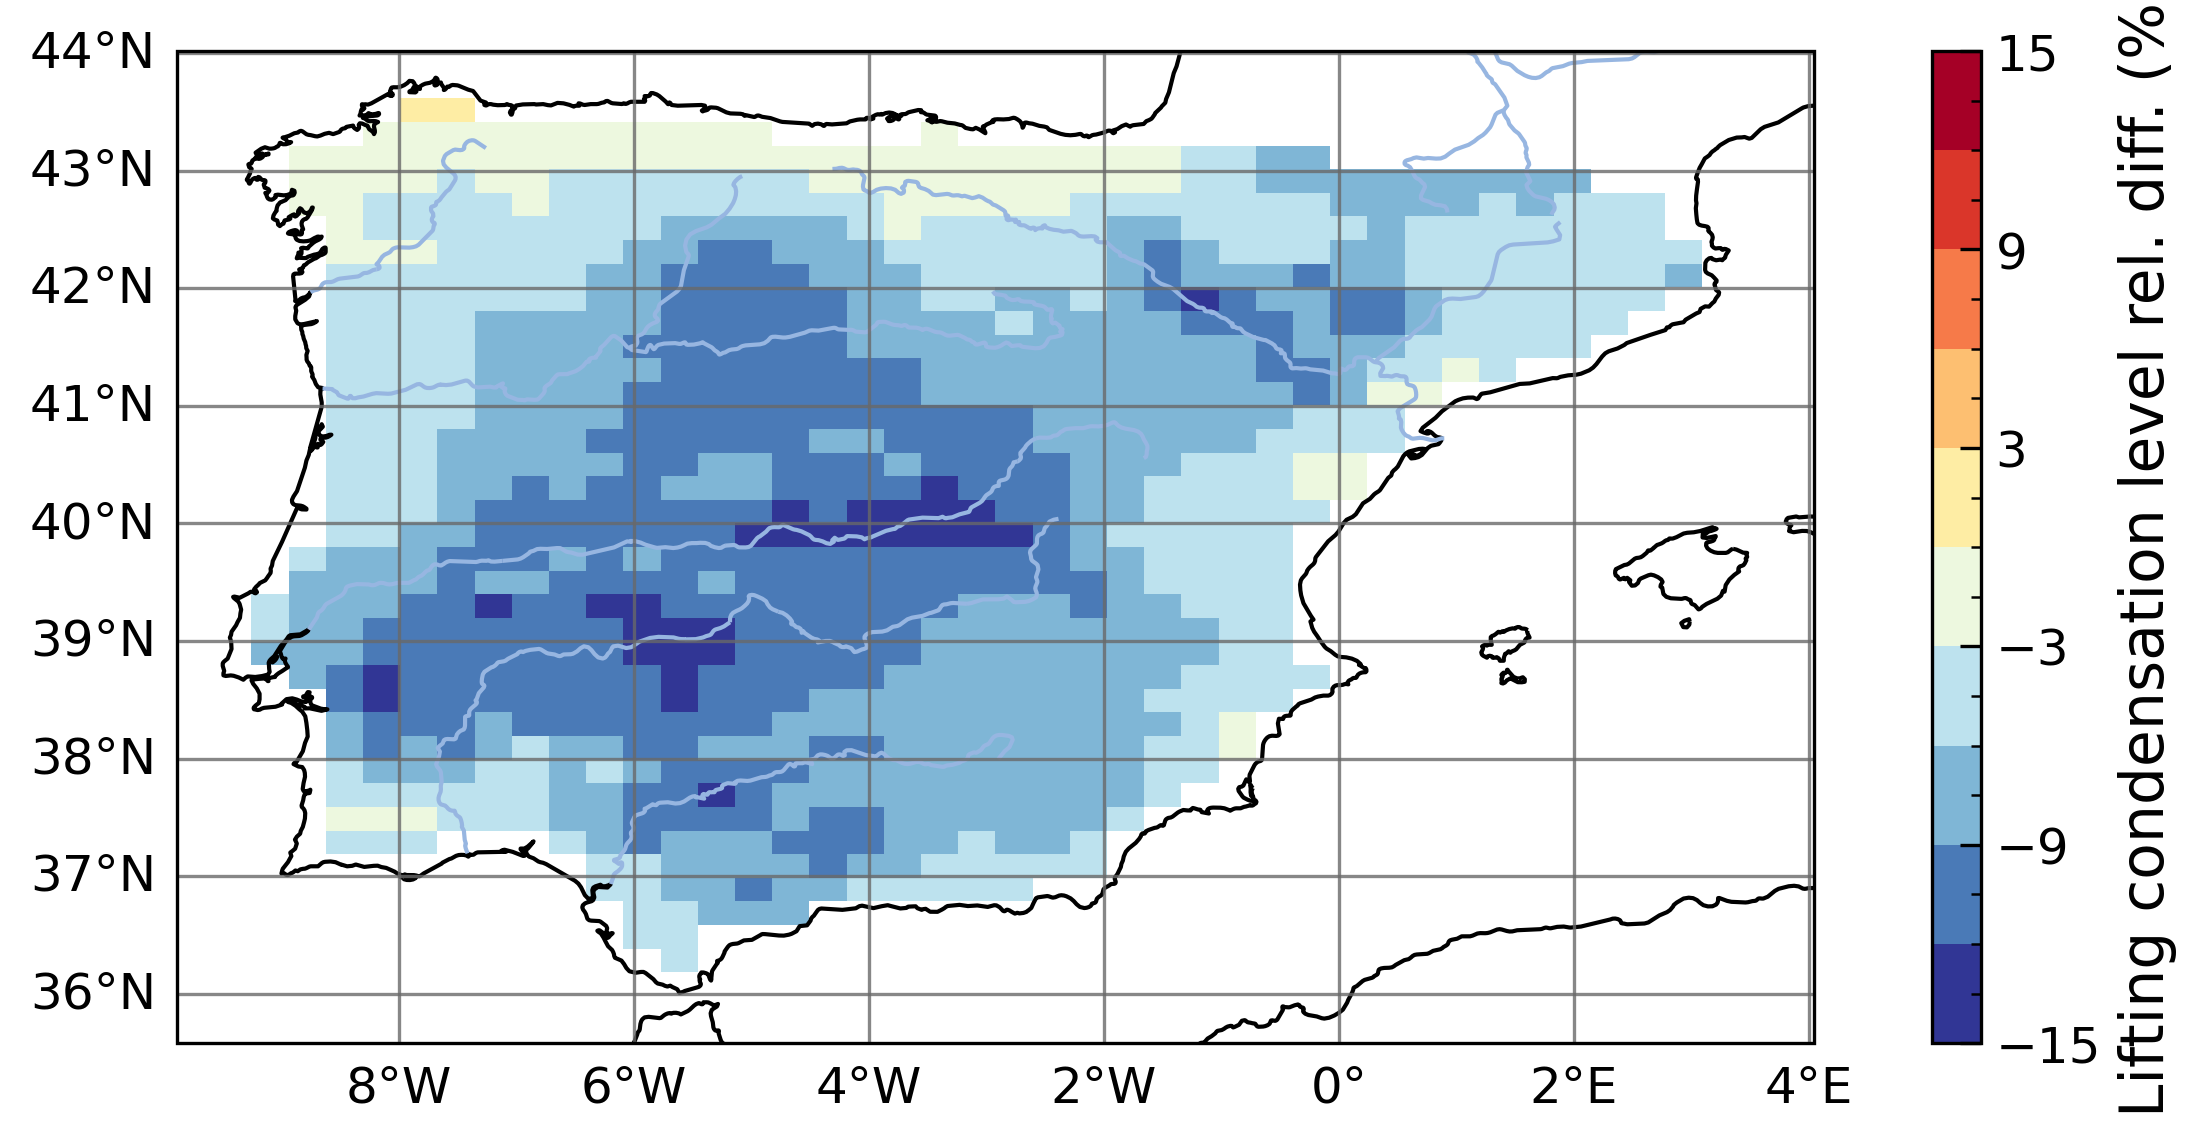 44°N
43°N
42°N
41°N
40°N
39°N
38°N
37°N
36°N
8°W 6°W 4°W 2°W 0° 2°E 4°E
15
9
3
−3
−9
−15
Lifting condensation level rel. diff. (%